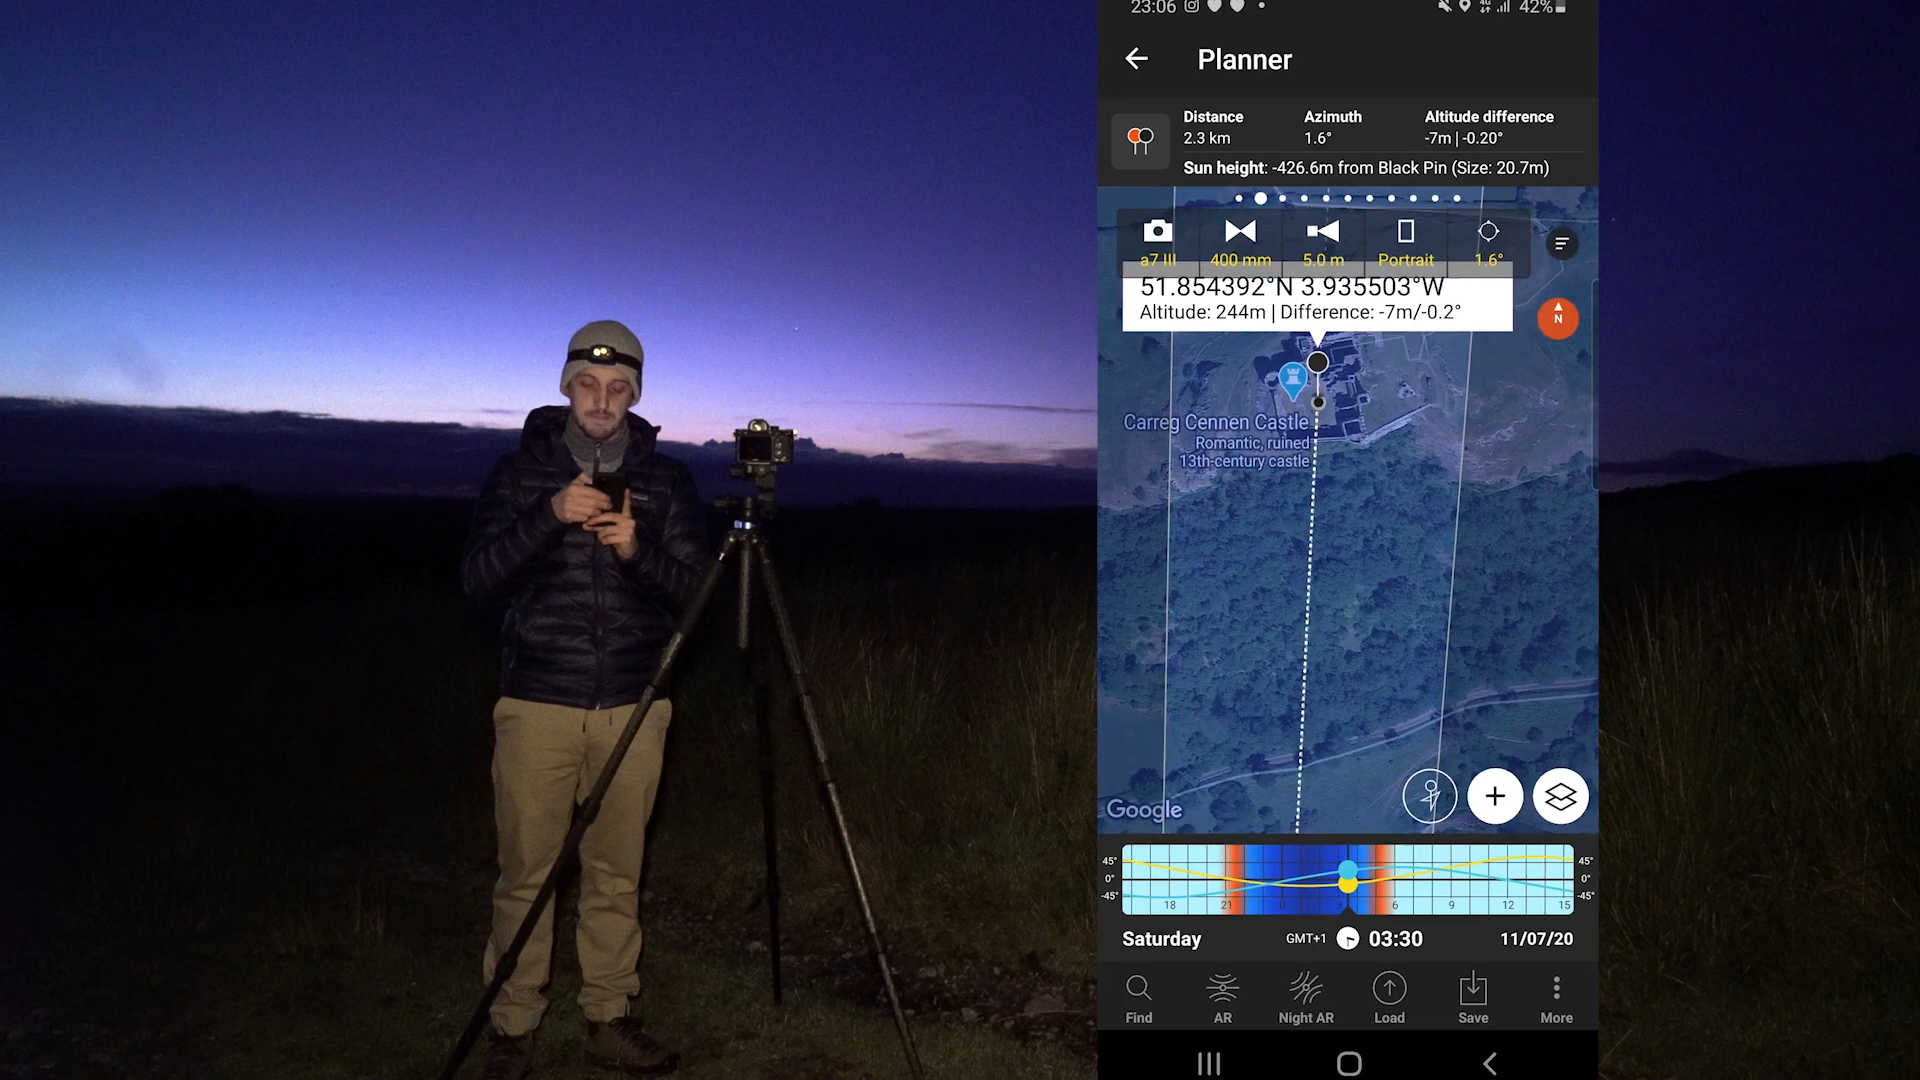 23:06 4G 42%
Planner
Distance Azimuth Altitude difference
2.3 km 1.6° -7m | -0.20°
Sun height: -426.6m from Black Pin (Size: 20.7m)
a7 III 400 mm 5.0 m Portrait 1.6°
51.854392°N 3.935503°W
Altitude: 244m | Difference: -7m/-0.2°
N
Carreg Cennen Castle
Romantic, ruined
13th-century castle
Google
45° 45°
0° 0°
-45° -45°
18 21 0 3 6 9 12 15
Saturday GMT+1 03:30 11/07/20
Find AR Night AR Load Save More